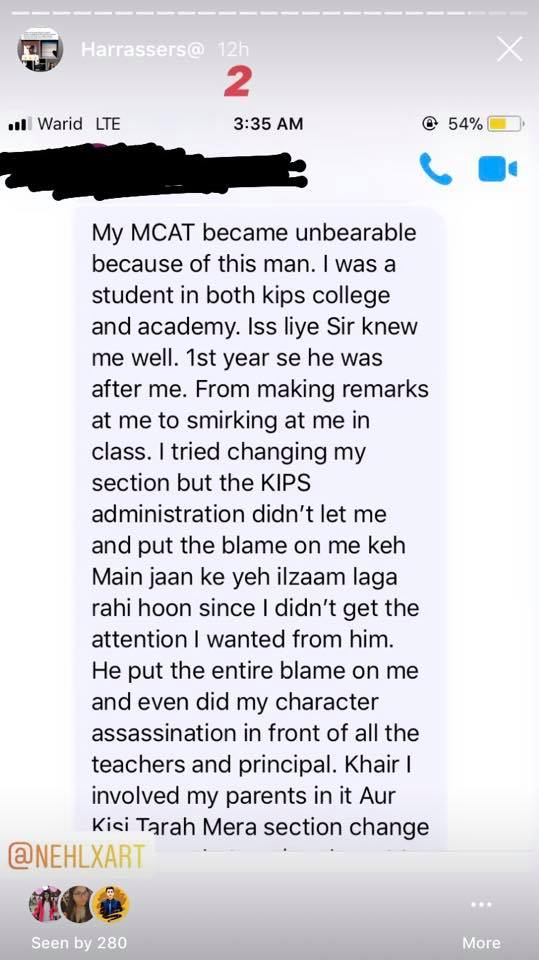 Harrassers@ 12h
2
Warid LTE 3:35 AM 54%
My MCAT became unbearable
because of this man. I was a
student in both kips college
and academy. Iss liye Sir knew
me well. 1st year se he was
after me. From making remarks
at me to smirking at me in
class. I tried changing my
section but the KIPS
administration didn't let me
and put the blame on me keh
Main jaan ke yeh ilzaam laga
rahi hoon since I didn't get the
attention I wanted from him.
He put the entire blame on me
and even did my character
assassination in front of all the
teachers and principal. Khair I
involved my parents in it Aur
Kisi Tarah Mera section change
@NEHLXART
Seen by 280 More